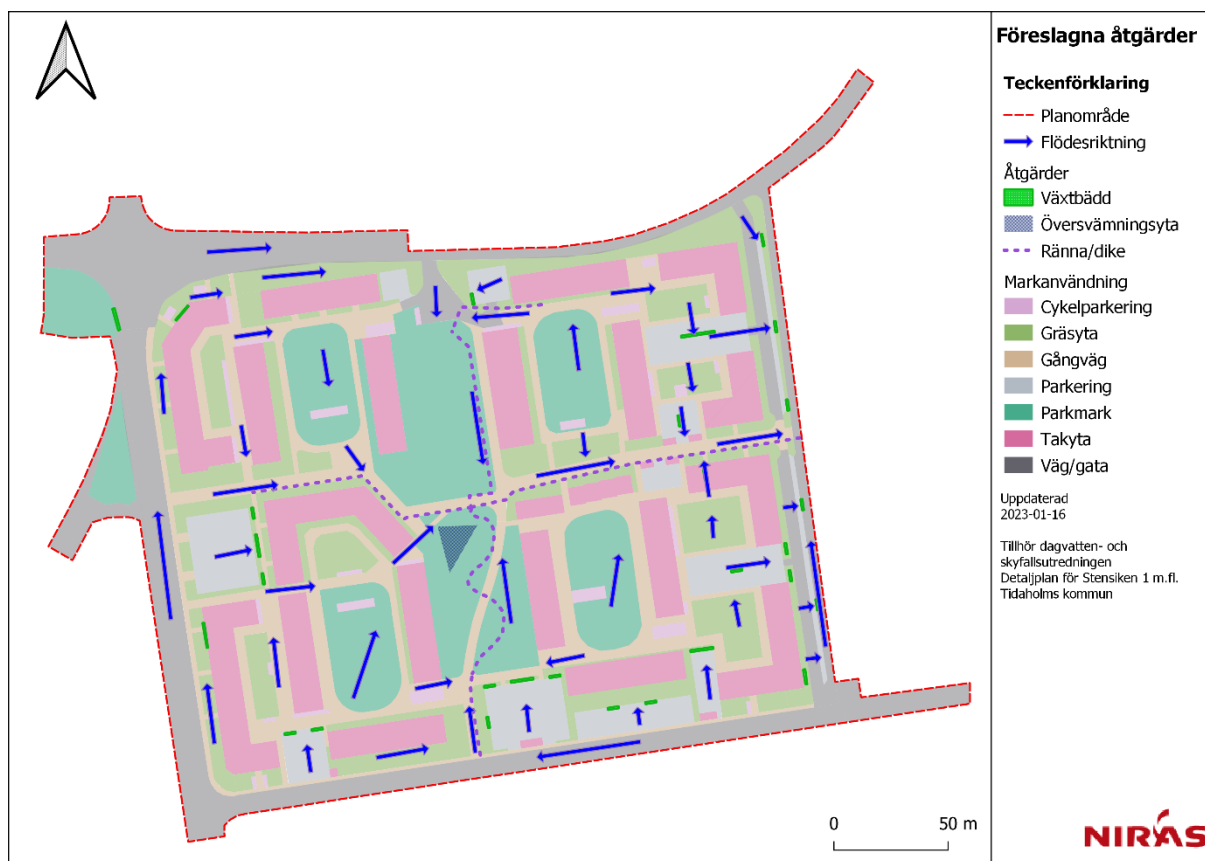 Föreslagna åtgärder
Teckenförklaring
Planområde
Flödesriktning
Åtgärder
Växtbädd
Översvämningsyta
Ränna/dike
Markanvändning
Cykelparkering
Gräsyta
Gångväg
Parkering
Parkmark
Takyta
Väg/gata
Uppdaterad
2023-01-16
Tillhör dagvatten- och
skyfallsutredningen
Detaljplan för Stensiken 1 m.fl.
Tidaholms kommun
0 50 m
NIRAS